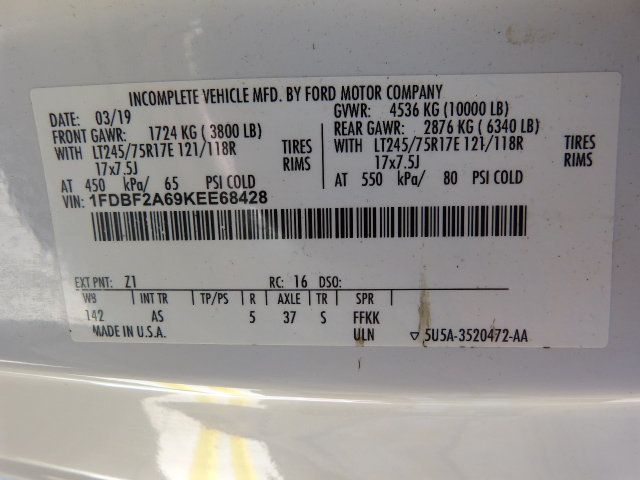 INCOMPLETE VEHICLE MFD. BY FORD MOTOR COMPANY
DATE: 03/19 GVWR: 4536 KG (10000 LB)
FRONT GAWR: 1724 KG ( 3800 LB) REAR GAWR: 2876 KG ( 6340 LB)
WITH LT245/75R17E 121/118R TIRES WITH LT245/75R17E 121/118R TIRES
17x7.5J RIMS 17x7.5J RIMS
AT 450 kPa/ 65 PSI COLD AT 550 kPa/ 80 PSI COLD
VIN: 1FDBF2A69KEE68428
EXT PNT: Z1 RC: 16 DSO:
WB INT TR TP/PS R AXLE TR SPR
142 AS 5 37 S FFKK
MADE IN U.S.A. ULN ▽ 5U5A-3520472-AA